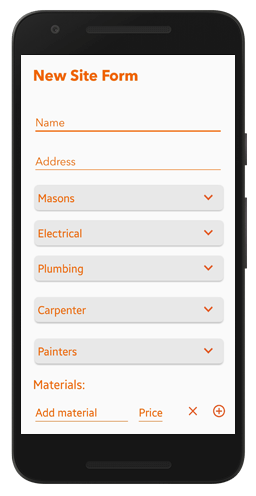 New Site Form
Name
Address
Masons
Electrical
Plumbing
Carpenter
Painters
Materials:
Add material Price